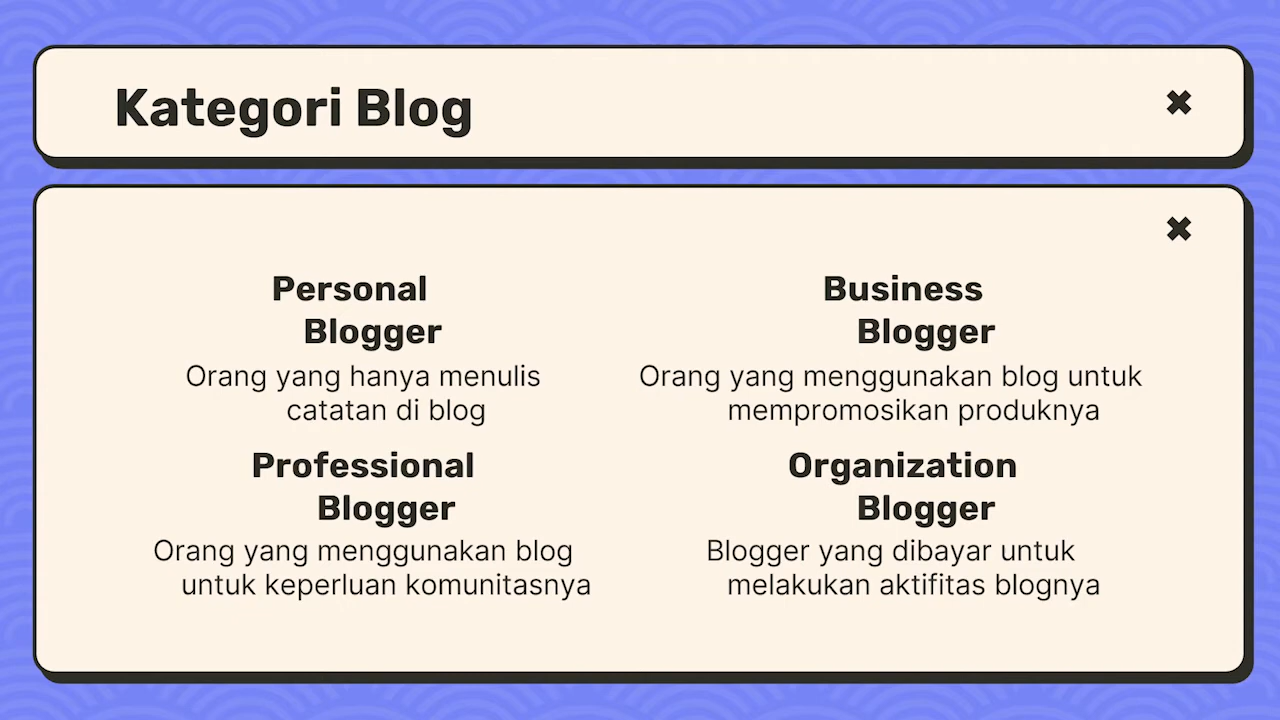 Kategori Blog
Personal
Blogger
Orang yang hanya menulis
catatan di blog
Business
Blogger
Orang yang menggunakan blog untuk
mempromosikan produknya
Professional
Blogger
Orang yang menggunakan blog
untuk keperluan komunitasnya
Organization
Blogger
Blogger yang dibayar untuk
melakukan aktifitas blognya